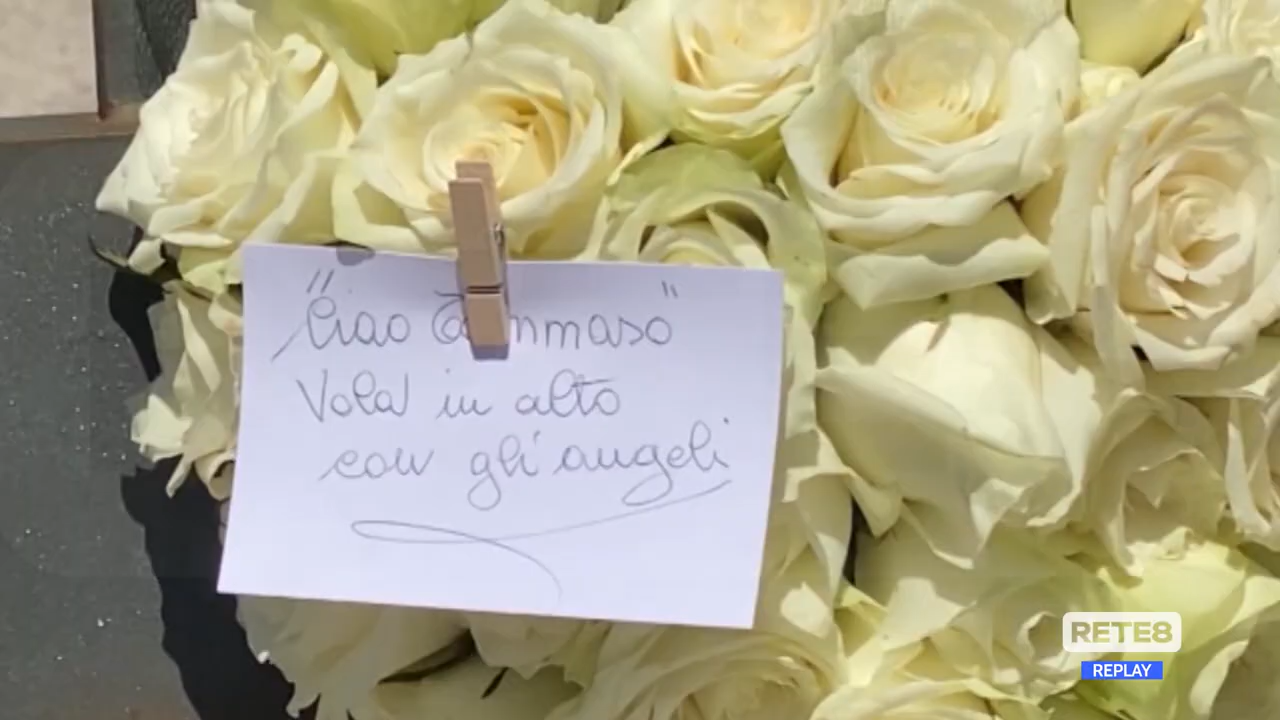 "Ciao Tommaso"
Vola in alto
con gli angeli
RETE8
REPLAY